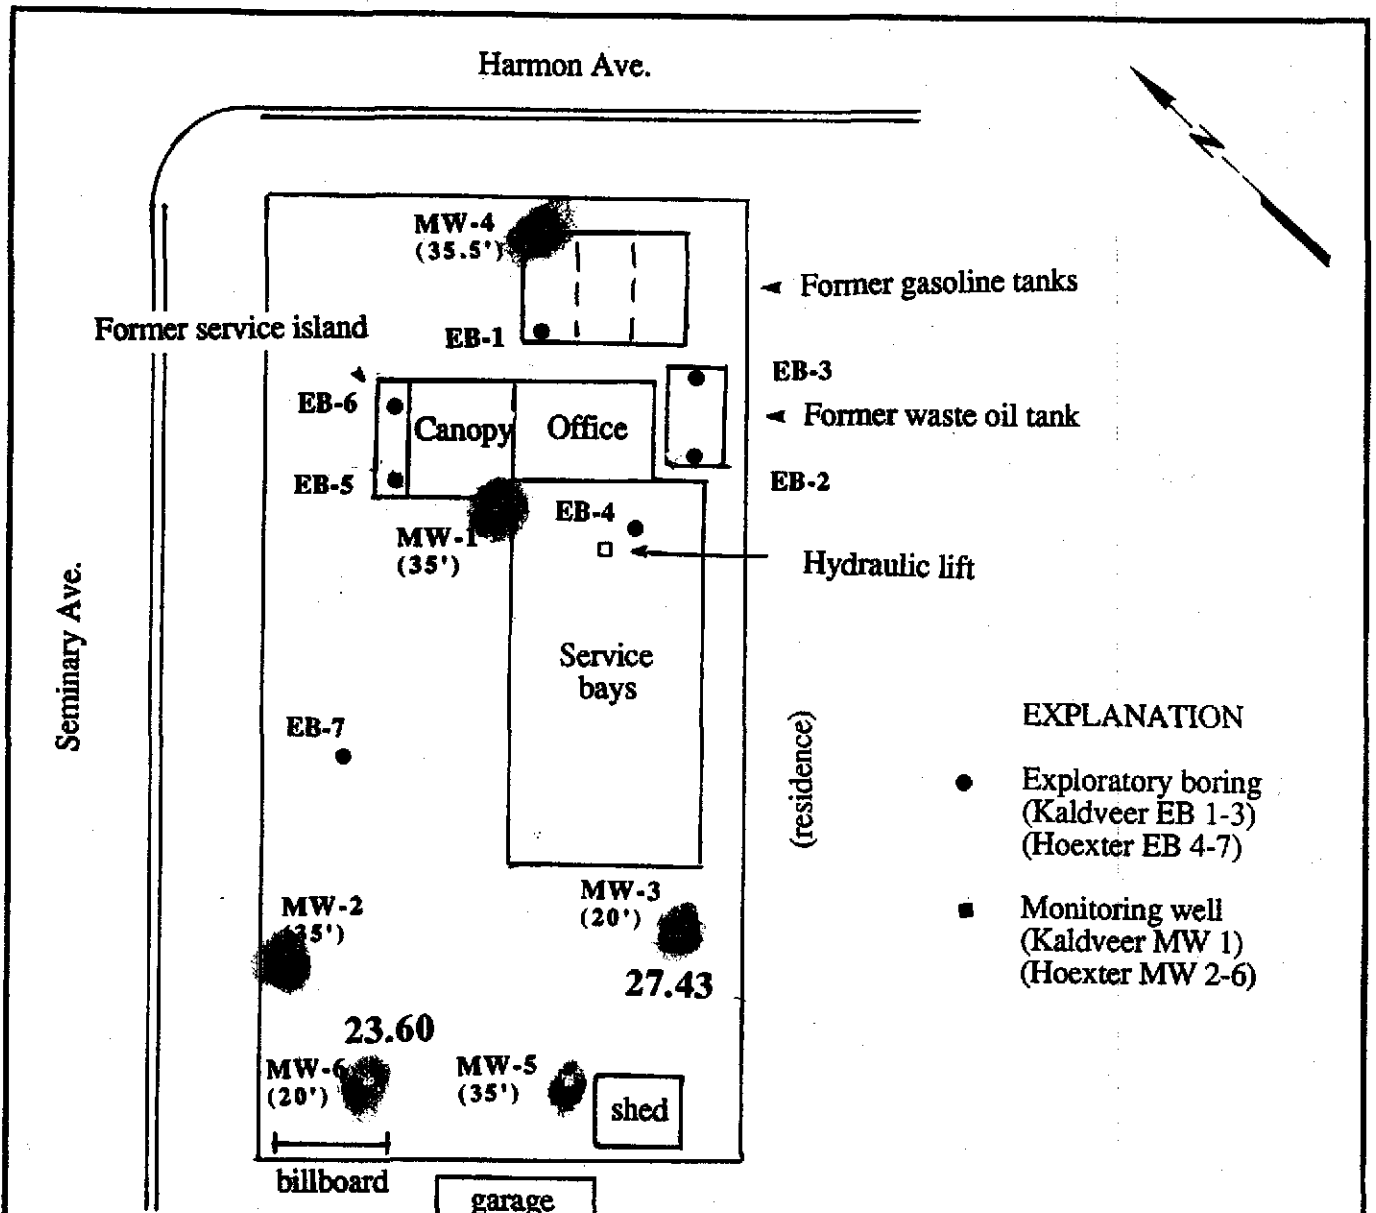 Harmon Ave.
N
MW-4
(35.5')
Former gasoline tanks
Former service island
EB-1
EB-3
EB-6
Canopy
Office
Former waste oil tank
EB-5
EB-2
EB-4
MW-1
(35')
Hydraulic lift
Seminary Ave.
Service
bays
EB-7
(residence)
EXPLANATION
Exploratory boring
(Kaldveer EB 1-3)
(Hoexter EB 4-7)
MW-3
(20')
MW-2
(35')
Monitoring well
(Kaldveer MW 1)
(Hoexter MW 2-6)
27.43
23.60
MW-6
(20')
MW-5
(35')
shed
billboard
garage